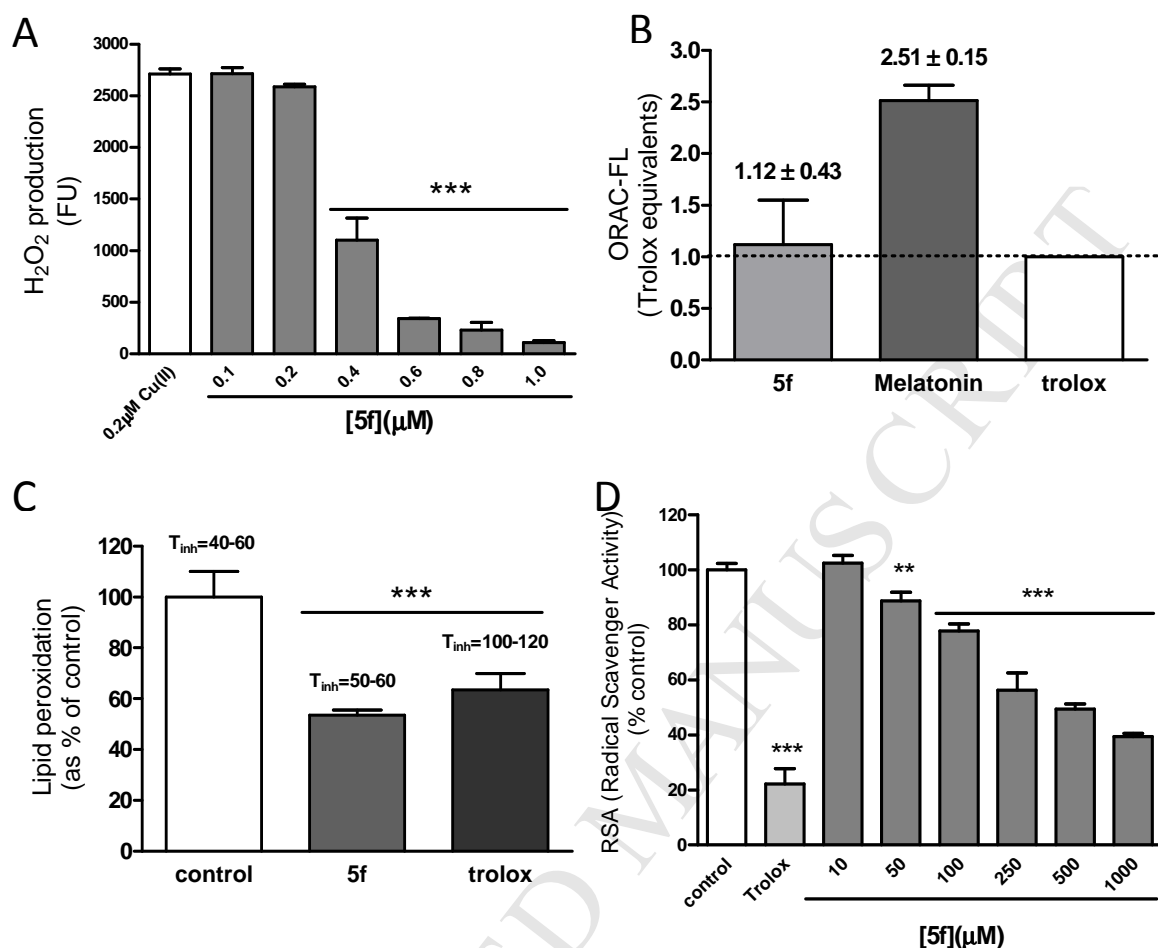 A
H₂O₂ production
(FU)
3000
2500
2000
1500
1000
500
0
***
0.2µM Cu(II)
0.1
0.2
0.4
0.6
0.8
1.0
[5f](µM)
B
ORAC-FL
(Trolox equivalents)
3.0
2.5
2.0
1.5
1.0
0.5
0.0
1.12 ± 0.43
2.51 ± 0.15
5f
Melatonin
trolox
C
Lipid peroxidation
(as % of control)
120
100
80
60
40
20
0
Tinh=40-60
***
Tinh=50-60
Tinh=100-120
control
5f
trolox
D
RSA (Radical Scavenger Activity)
(% control)
120
100
80
60
40
20
0
***
**
***
control
Trolox
10
50
100
250
500
1000
[5f](µM)
D MANUSCRIPT